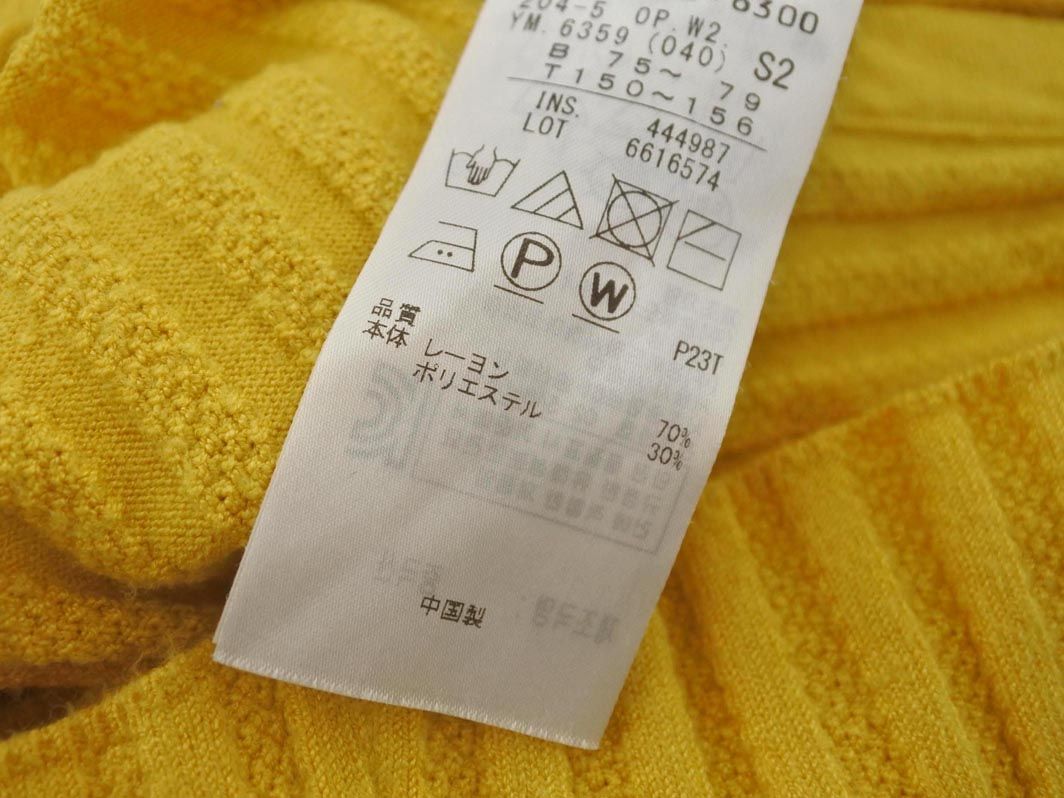 8300
204-5 OP.W2.
YM.6359 (040) S2
B 75～79
T150～156
INS. 444987
LOT 6616574
P W
P23T
品質
本体 レーヨン 70%
ポリエステル 30%
中国製